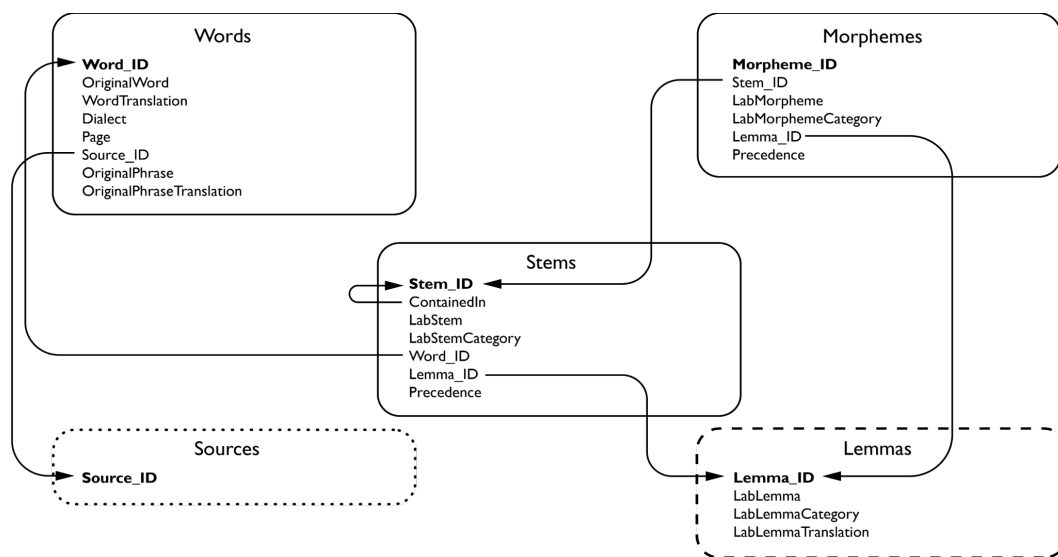 Words
Word_ID
OriginalWord
WordTranslation
Dialect
Page
Source_ID
OriginalPhrase
OriginalPhraseTranslation
Morphemes
Morpheme_ID
Stem_ID
LabMorpheme
LabMorphemeCategory
Lemma_ID
Precedence
Stems
Stem_ID
ContainedIn
LabStem
LabStemCategory
Word_ID
Lemma_ID
Precedence
Sources
Source_ID
Lemmas
Lemma_ID
LabLemma
LabLemmaCategory
LabLemmaTranslation